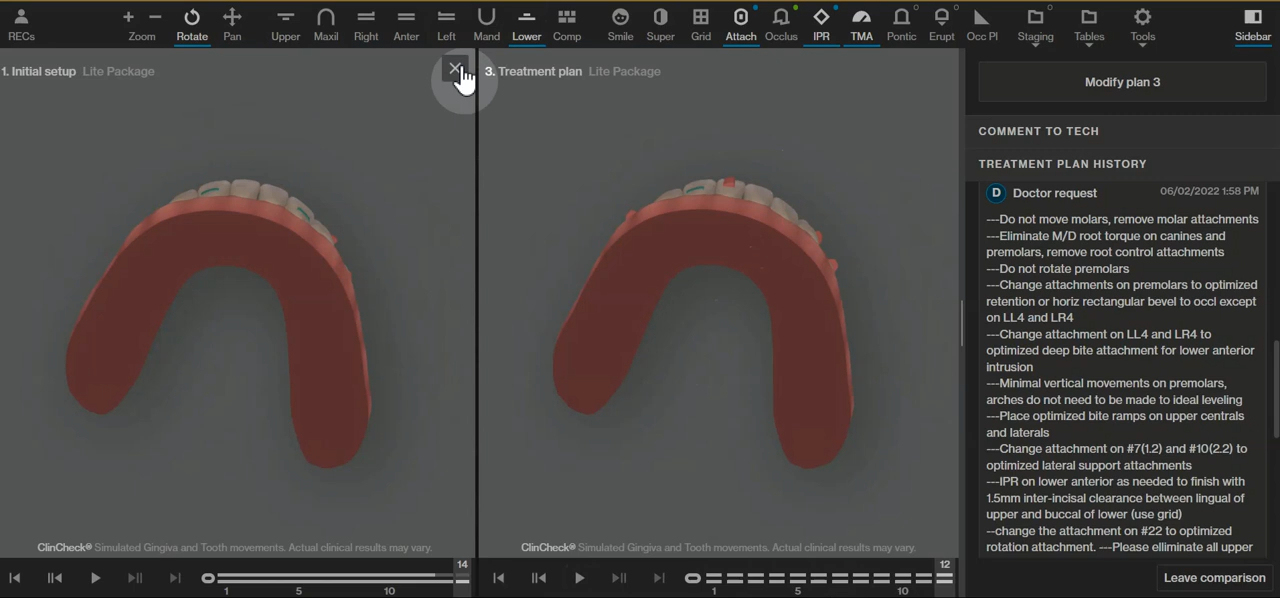 RECs Zoom Rotate Pan Upper Maxil Right Anter Left Mand Lower Comp Smile Super Grid Attach Occlus IPR TMA Pontic Erupt Occ Pl Staging Tables Tools Sidebar
1. Initial setup Lite Package
3. Treatment plan Lite Package
Modify plan 3
COMMENT TO TECH
TREATMENT PLAN HISTORY
D Doctor request 06/02/2022 1:58 PM
---Do not move molars, remove molar attachments
---Eliminate M/D root torque on canines and
premolars, remove root control attachments
---Do not rotate premolars
---Change attachments on premolars to optimized
retention or horiz rectangular bevel to occl except
on LL4 and LR4
---Change attachment on LL4 and LR4 to
optimized deep bite attachment for lower anterior
intrusion
---Minimal vertical movements on premolars,
arches do not need to be made to ideal leveling
---Place optimized bite ramps on upper centrals
and laterals
---Change attachment on #7(1.2) and #10(2.2) to
optimized lateral support attachments
---IPR on lower anterior as needed to finish with
1.5mm inter-incisal clearance between lingual of
upper and buccal of lower (use grid)
--change the attachment on #22 to optimized
rotation attachment. ---Please elliminate all upper
ClinCheck® Simulated Gingiva and Tooth movements. Actual clinical results may vary.
ClinCheck® Simulated Gingiva and Tooth movements. Actual clinical results may vary.
14
1 5 10
12
1 5 10
Leave comparison